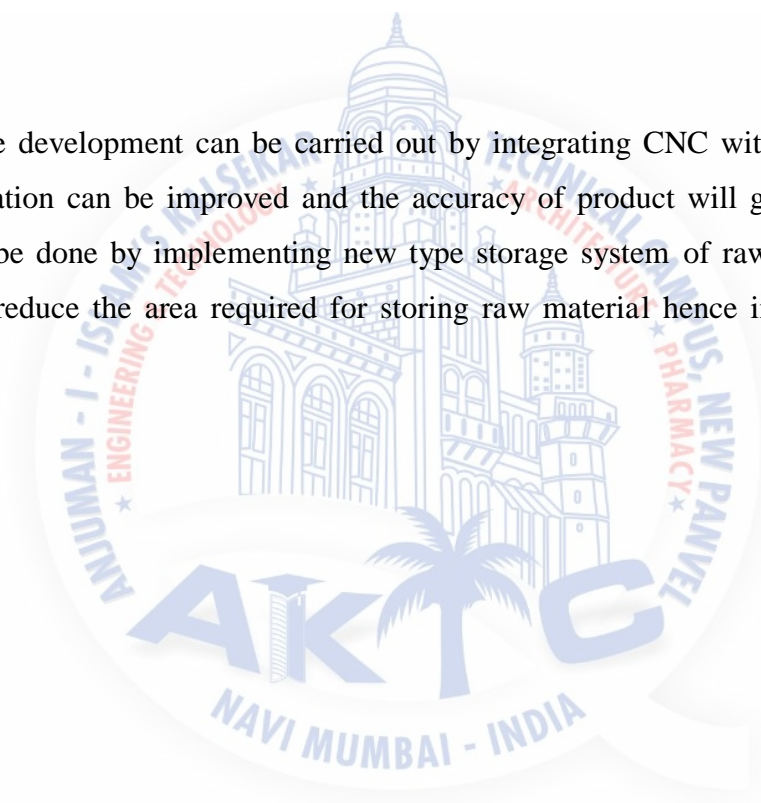 e development can be carried out by integrating CNC wit
ation can be improved and the accuracy of product will g
be done by implementing new type storage system of raw
reduce the area required for storing raw material hence i
ANJUMAN - I - ISLAM'S KALSEKAR TECHNICAL CAMPUS, NEW PANVEL
ENGINEERING & TECHNOLOGY ★ ARCHITECTURE ★ PHARMACY
AKTC
NAVI MUMBAI - INDIA